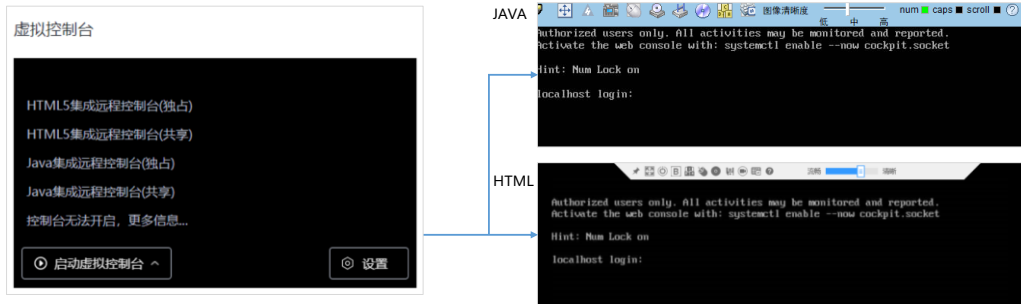 虚拟控制台
HTML5集成远程控制台(独占)
HTML5集成远程控制台(共享)
Java集成远程控制台(独占)
Java集成远程控制台(共享)
控制台无法开启，更多信息...
启动虚拟控制台
设置
JAVA
图像清晰度
低 中 高
num caps scroll
Authorized users only. All activities may be monitored and reported.
Activate the web console with: systemctl enable --now cockpit.socket
Hint: Num Lock on
localhost login:
HTML
流畅 清晰
Authorized users only. All activities may be monitored and reported.
Activate the web console with: systemctl enable --now cockpit.socket
Hint: Num Lock on
localhost login: